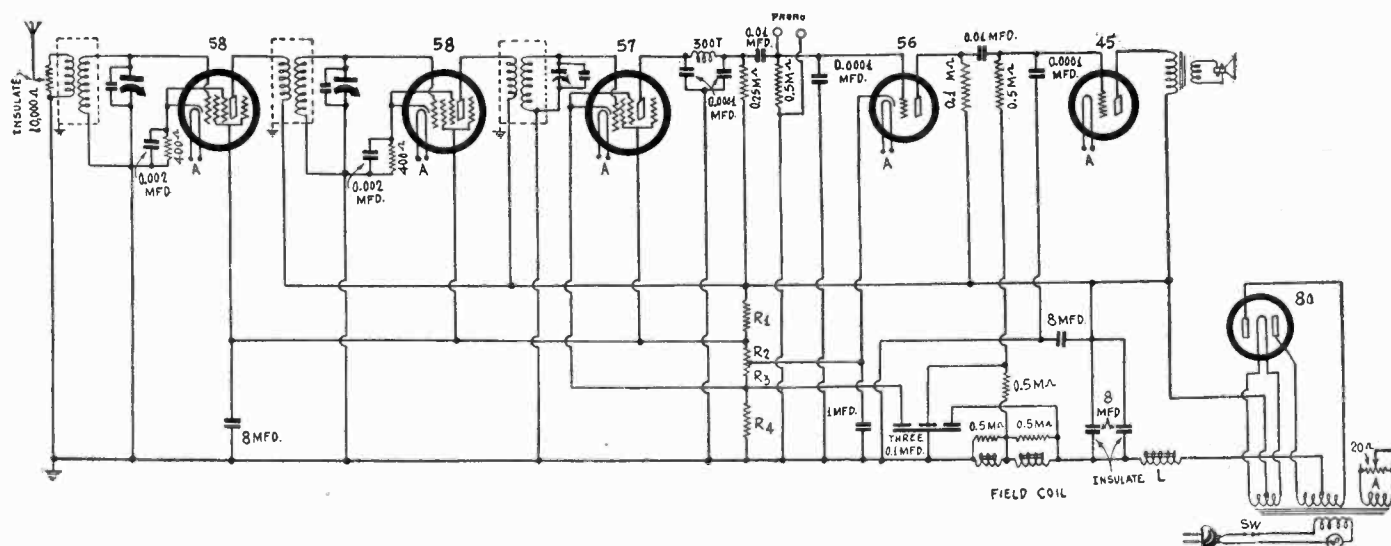 INSULATE
10,000 Ω
58
0.002
MFD.
400Ω
A
58
0.002
MFD.
400Ω
A
57
A
300T
0.0001
MFD.
0.25MΩ
0.01
MFD.
PHONO
0.5MΩ
0.0001
MFD.
56
A
0.1 MΩ
0.01MFD.
0.5MΩ
0.0001
MFD.
45
A
80
8MFD.
R1
R2
R3
R4
1MFD.
THREE
0.1MFD.
8MFD.
0.5MΩ
0.5MΩ
0.5MΩ
FIELD COIL
8
MFD
INSULATE
L
20Ω
A
SW